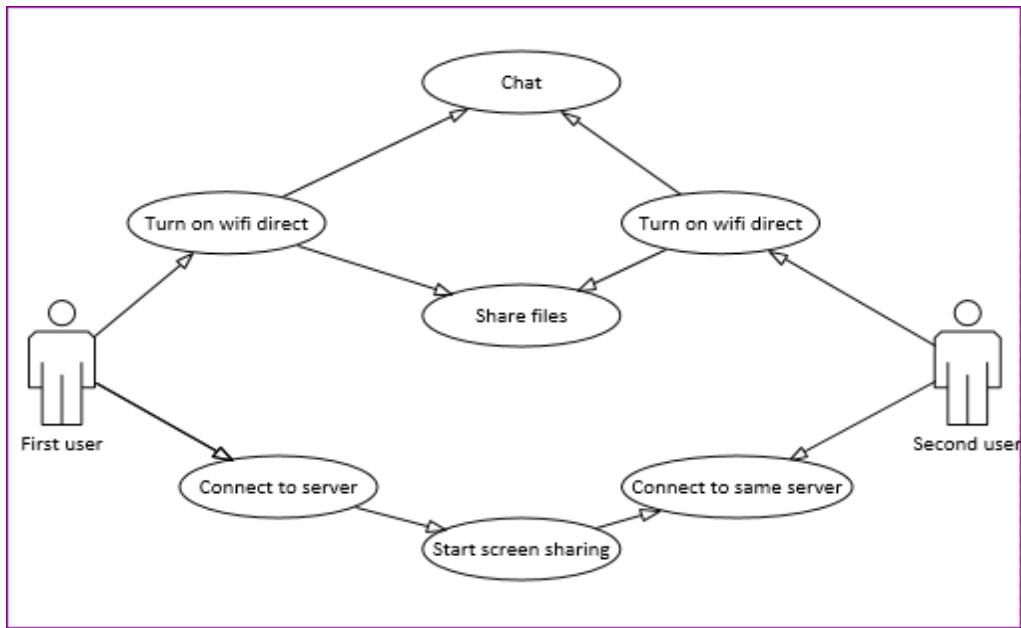 Chat
Turn on wifi direct
Turn on wifi direct
Share files
First user
Second user
Connect to server
Connect to same server
Start screen sharing